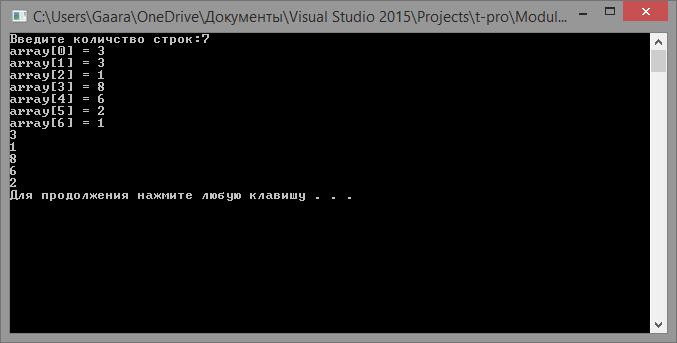 C:\Users\Gaara\OneDrive\Документы\Visual Studio 2015\Projects\t-pro\Modul...
Введите количство строк:7
array[0] = 3
array[1] = 3
array[2] = 1
array[3] = 8
array[4] = 6
array[5] = 2
array[6] = 1
3
1
8
6
2
Для продолжения нажмите любую клавишу . . .